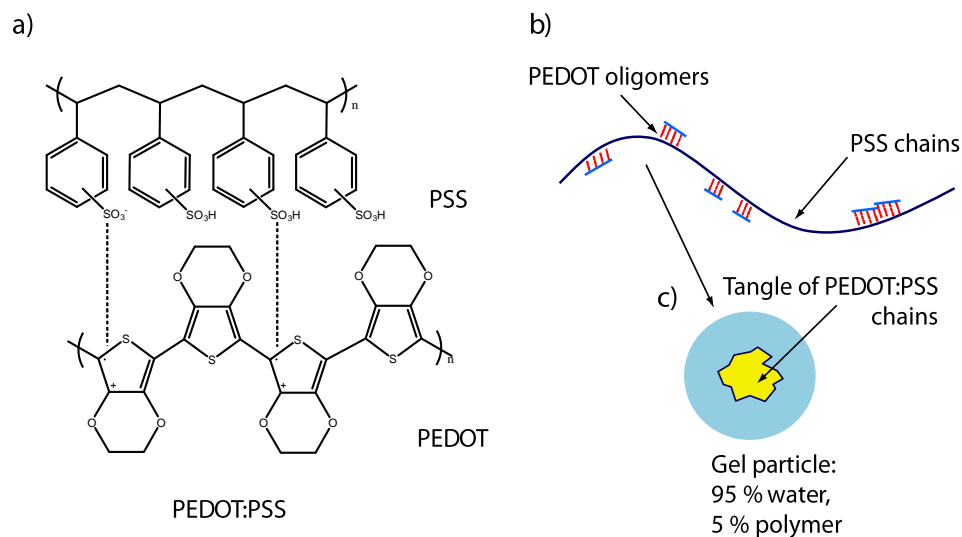 a)
n
SO3-
SO3H
SO3H
SO3H
PSS
O
O
O
O
S
S
S
S
+
+
n
O
O
O
O
PEDOT
PEDOT:PSS
b)
PEDOT oligomers
PSS chains
c)
Tangle of PEDOT:PSS
chains
Gel particle:
95 % water,
5 % polymer